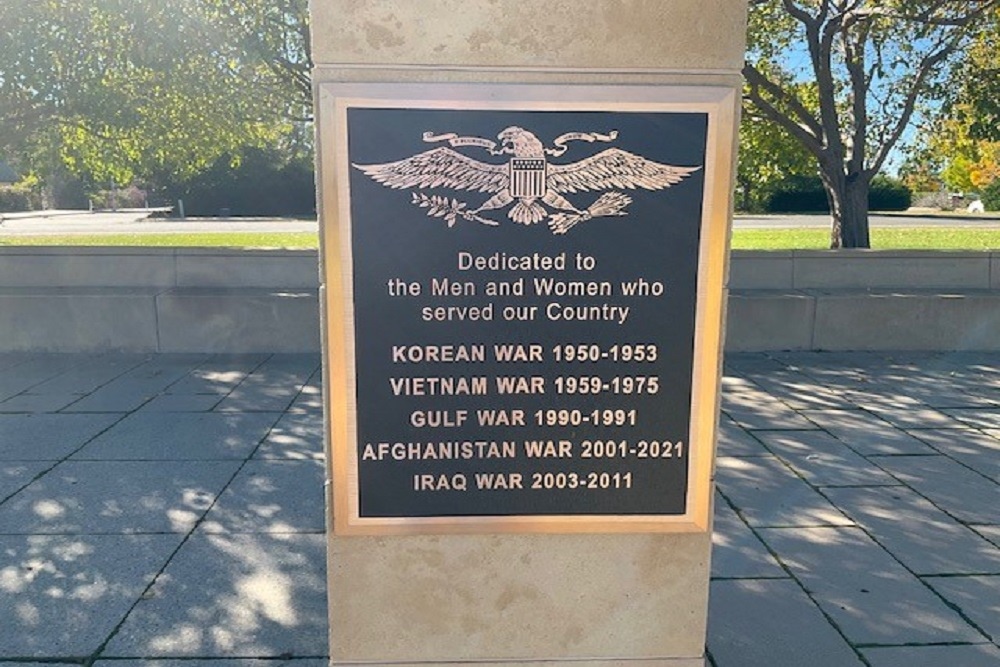 Dedicated to
the Men and Women who
served our Country
KOREAN WAR 1950-1953
VIETNAM WAR 1959-1975
GULF WAR 1990-1991
AFGHANISTAN WAR 2001-2021
IRAQ WAR 2003-2011